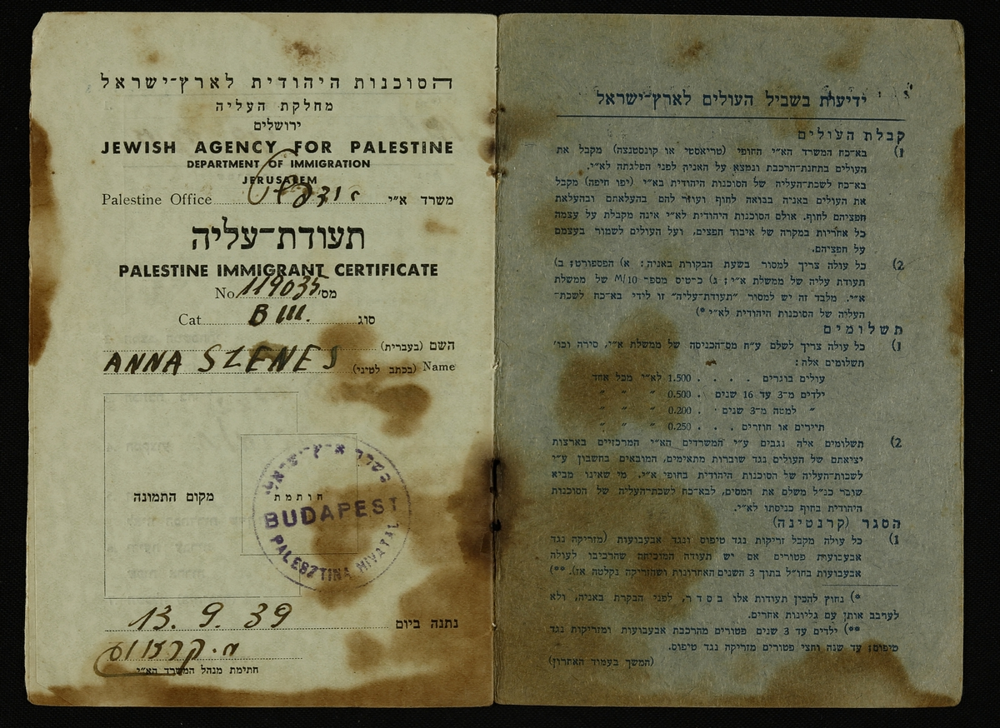 הסוכנות היהודית לארץ־ישראל
מחלקת העליה
ירושלים
JEWISH AGENCY FOR PALESTINE
DEPARTMENT OF IMMIGRATION
JERUSALEM
Palestine Office בודפשט משרד א״י
תעודת־עליה
PALESTINE IMMIGRANT CERTIFICATE
No 119035 מס׳
Cat B III. סוג
השם (בעברית)
ANNA SZENES (בכתב לטיני) Name
מקום התמונה
חותמת
משרד ארץ־ישראלי
BUDAPEST
PALESZTINA HIVATAL
13. 9. 39 נתנה ביום
חתימת מנהל המשרד הא״י
ידיעות בשביל העולים לארץ־ישראל
קבלת העולים
1) בא־כח המשרד הא״י החופי (טריאסטי או קונסטנצה) מקבל את
העולים בתחנת־הרכבת ונמצא על האניה לפני הפלגתה לא״י.
בא־כח לשכת־העליה של הסוכנות היהודית בא״י (יפו חיפה) מקבל
את העולים באניה בבואה לחוף ועוזר להם בהעלאתם ובהעלאת
חפציהם לחוף. אולם הסוכנות היהודית לא״י אינה מקבלת על עצמה
כל אחריות במקרה של איבוד חפצים, ועל העולים לשמור בעצמם
על חפציהם.
2) כל עולה צריך למסור בשעת הבקורת באניה: א) הפספורט; ב)
תעודת עליה של ממשלת א״י; ג) כרטיס מספר M/10 של ממשלת
א״י. מלבד זה יש למסור ״תעודת־עליה״ זו לידי בא־כח לשכת־
העליה של הסוכנות היהודית לא״י *)
תשלומים
1) כל עולה צריך לשלם ע״ח מס־הכניסה של ממשלת א״י, סירה וכו׳
תשלומים אלה:
עולים בוגרים . . . . 1.500 לא״י מכל אחד
ילדים מ־3 עד 16 שנים . 0.500 ״ ״ ״
״ למטה מ־3 שנים . 0.200 ״ ״ ״
תיירים או חוזרים . . . 0.250 ״ ״ ״
2) תשלומים אלה נגבים ע״י המשרדים הא״י המרכזיים בארצות
יציאתם של העולים נגד שוברות מתאימים, המובאים בחשבון ע״י
לשכות־העליה של הסוכנות היהודית בחופי א״י. מי שאינו מביא
שובר כנ״ל משלם את המסים, לבא־כח לשכת־העליה של הסוכנות
היהודית בחוף כניסתו לא״י.
הסגר (קרנטינה)
1) כל עולה מקבל זריקות נגד טיפוס ונגד אבעבועות (מזריקה נגד
אבעבועות פטורים אם יש תעודה המוכיחה שהרכיבו לעולה
אבעבועות בחו״ל בתוך 3 השנים האחרונות ושהזריקה נקלטה אז). **)
*) נחוץ להכין תעודות אלו בסדר, לפני הבקרת באניה, ולא
לערבב אותן עם גליונות אחרים.
**) ילדים עד 3 שנים פטורים מהרכבת אבעבועות ומזריקות נגד
טיפוס; עד שנה וחצי פטורים מזריקה נגד טיפוס.
(המשך בעמוד האחרון)